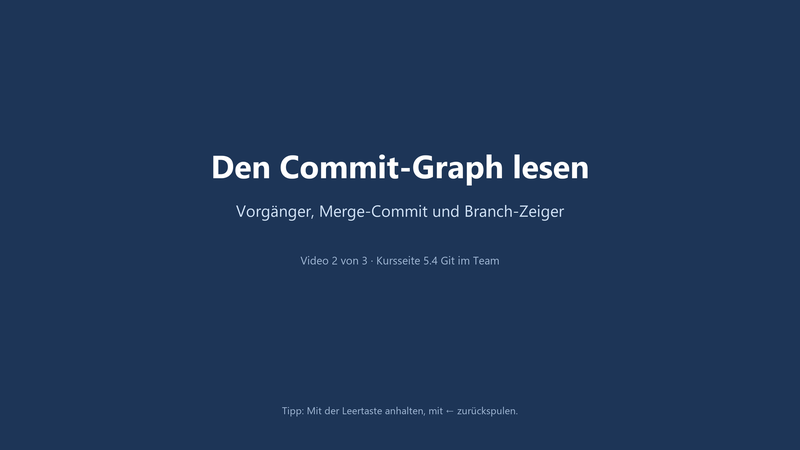 Den Commit-Graph lesen
Vorgänger, Merge-Commit und Branch-Zeiger
Video 2 von 3 · Kursseite 5.4 Git im Team
Tipp: Mit der Leertaste anhalten, mit ← zurückspulen.